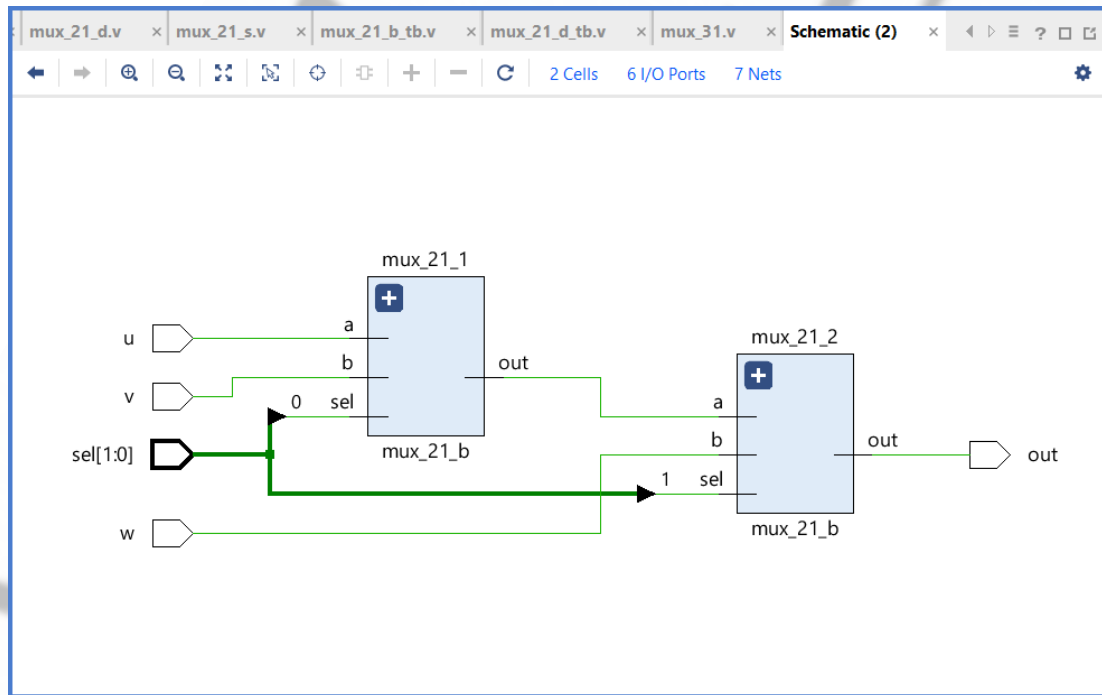 mux_21_d.v × mux_21_s.v × mux_21_b_tb.v × mux_21_d_tb.v × mux_31.v × Schematic (2) ×
2 Cells 6 I/O Ports 7 Nets
mux_21_1
a
u
b
out
v
0 sel
sel[1:0]
mux_21_b
w
mux_21_2
a
b
out
out
1 sel
mux_21_b